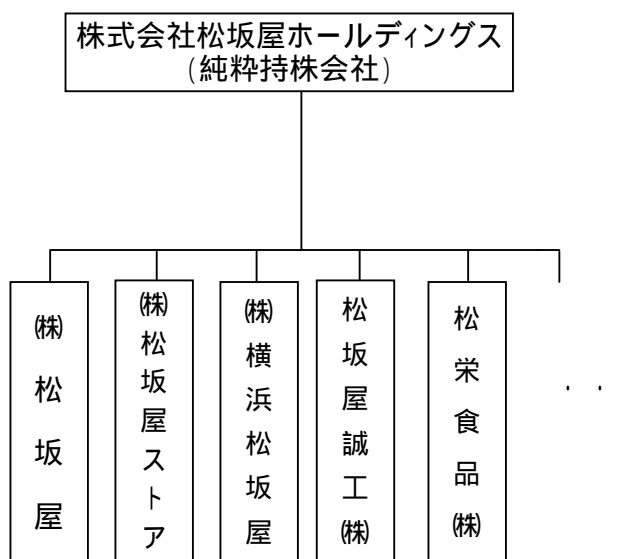 株式会社松坂屋ホールディングス
(純粋持株会社)
㈱松坂屋
㈱松坂屋ストア
㈱横浜松坂屋
松坂屋誠工㈱
松栄食品㈱
・・